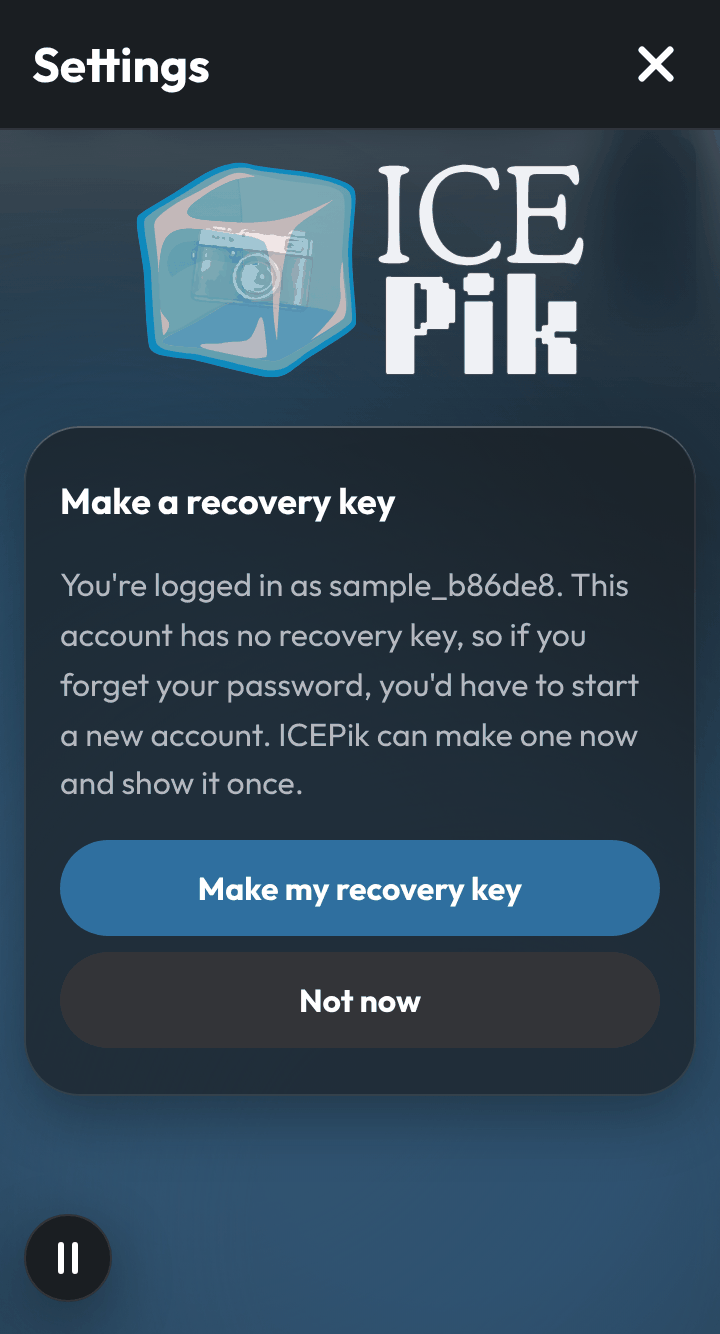 Settings
ICE
Pik
Make a recovery key
You're logged in as sample_b86de8. This
account has no recovery key, so if you
forget your password, you'd have to start
a new account. ICEPik can make one now
and show it once.
Make my recovery key
Not now